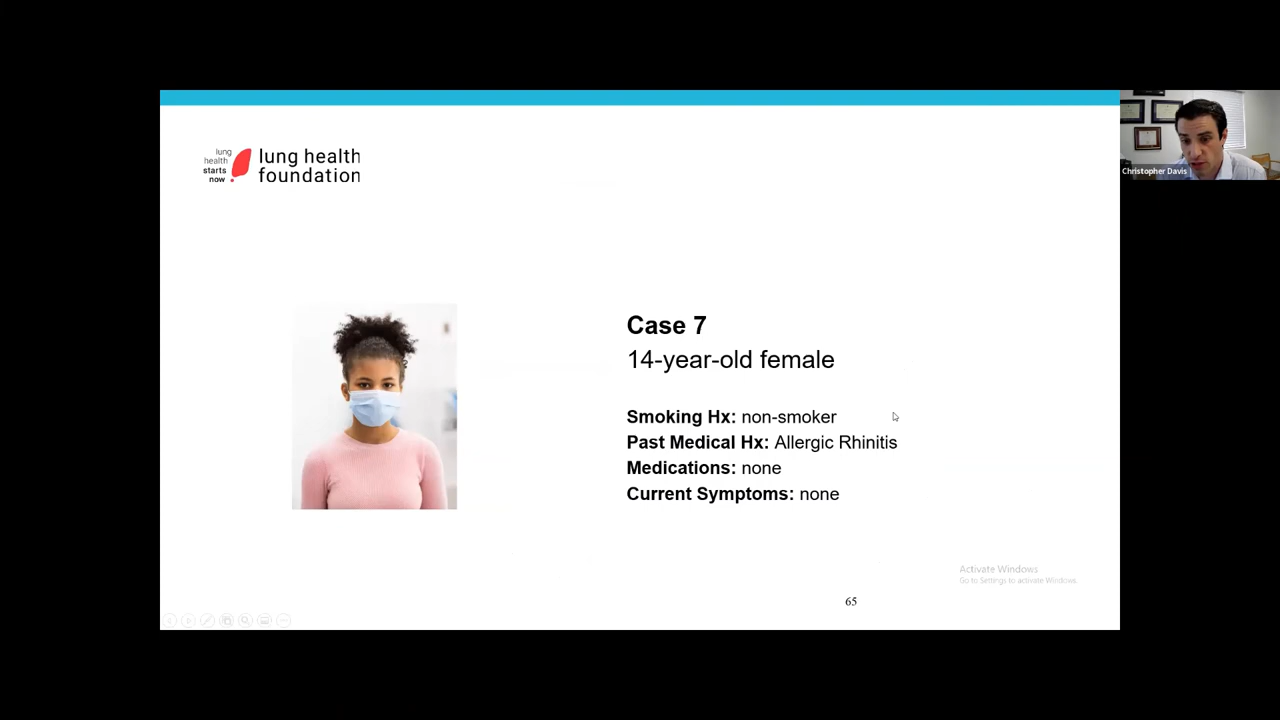 lung
health
starts
now
lung health
foundation
Christopher Davis
Case 7
14-year-old female
Smoking Hx: non-smoker
Past Medical Hx: Allergic Rhinitis
Medications: none
Current Symptoms: none
Activate Windows
Go to Settings to activate Windows.
65